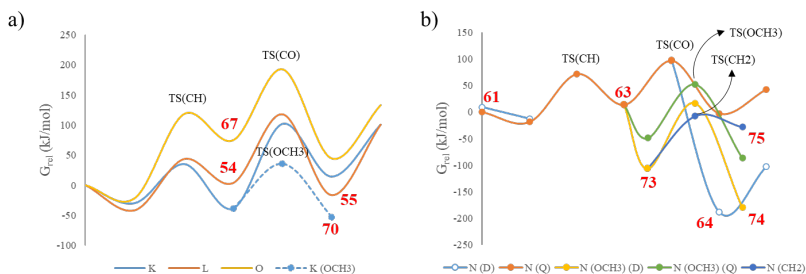 a)
G_rel (kJ/mol)
250
200
150
100
50
0
-50
-100
TS(CH)
TS(CO)
TS(OCH3)
67
54
55
70
K
L
O
K (OCH3)
b)
G_rel (kJ/mol)
150
100
50
0
-50
-100
-150
-200
-250
TS(CH)
TS(CO)
TS(OCH3)
TS(CH2)
61
63
73
75
64
74
N (D)
N (Q)
N (OCH3) (D)
N (OCH3) (Q)
N (CH2)